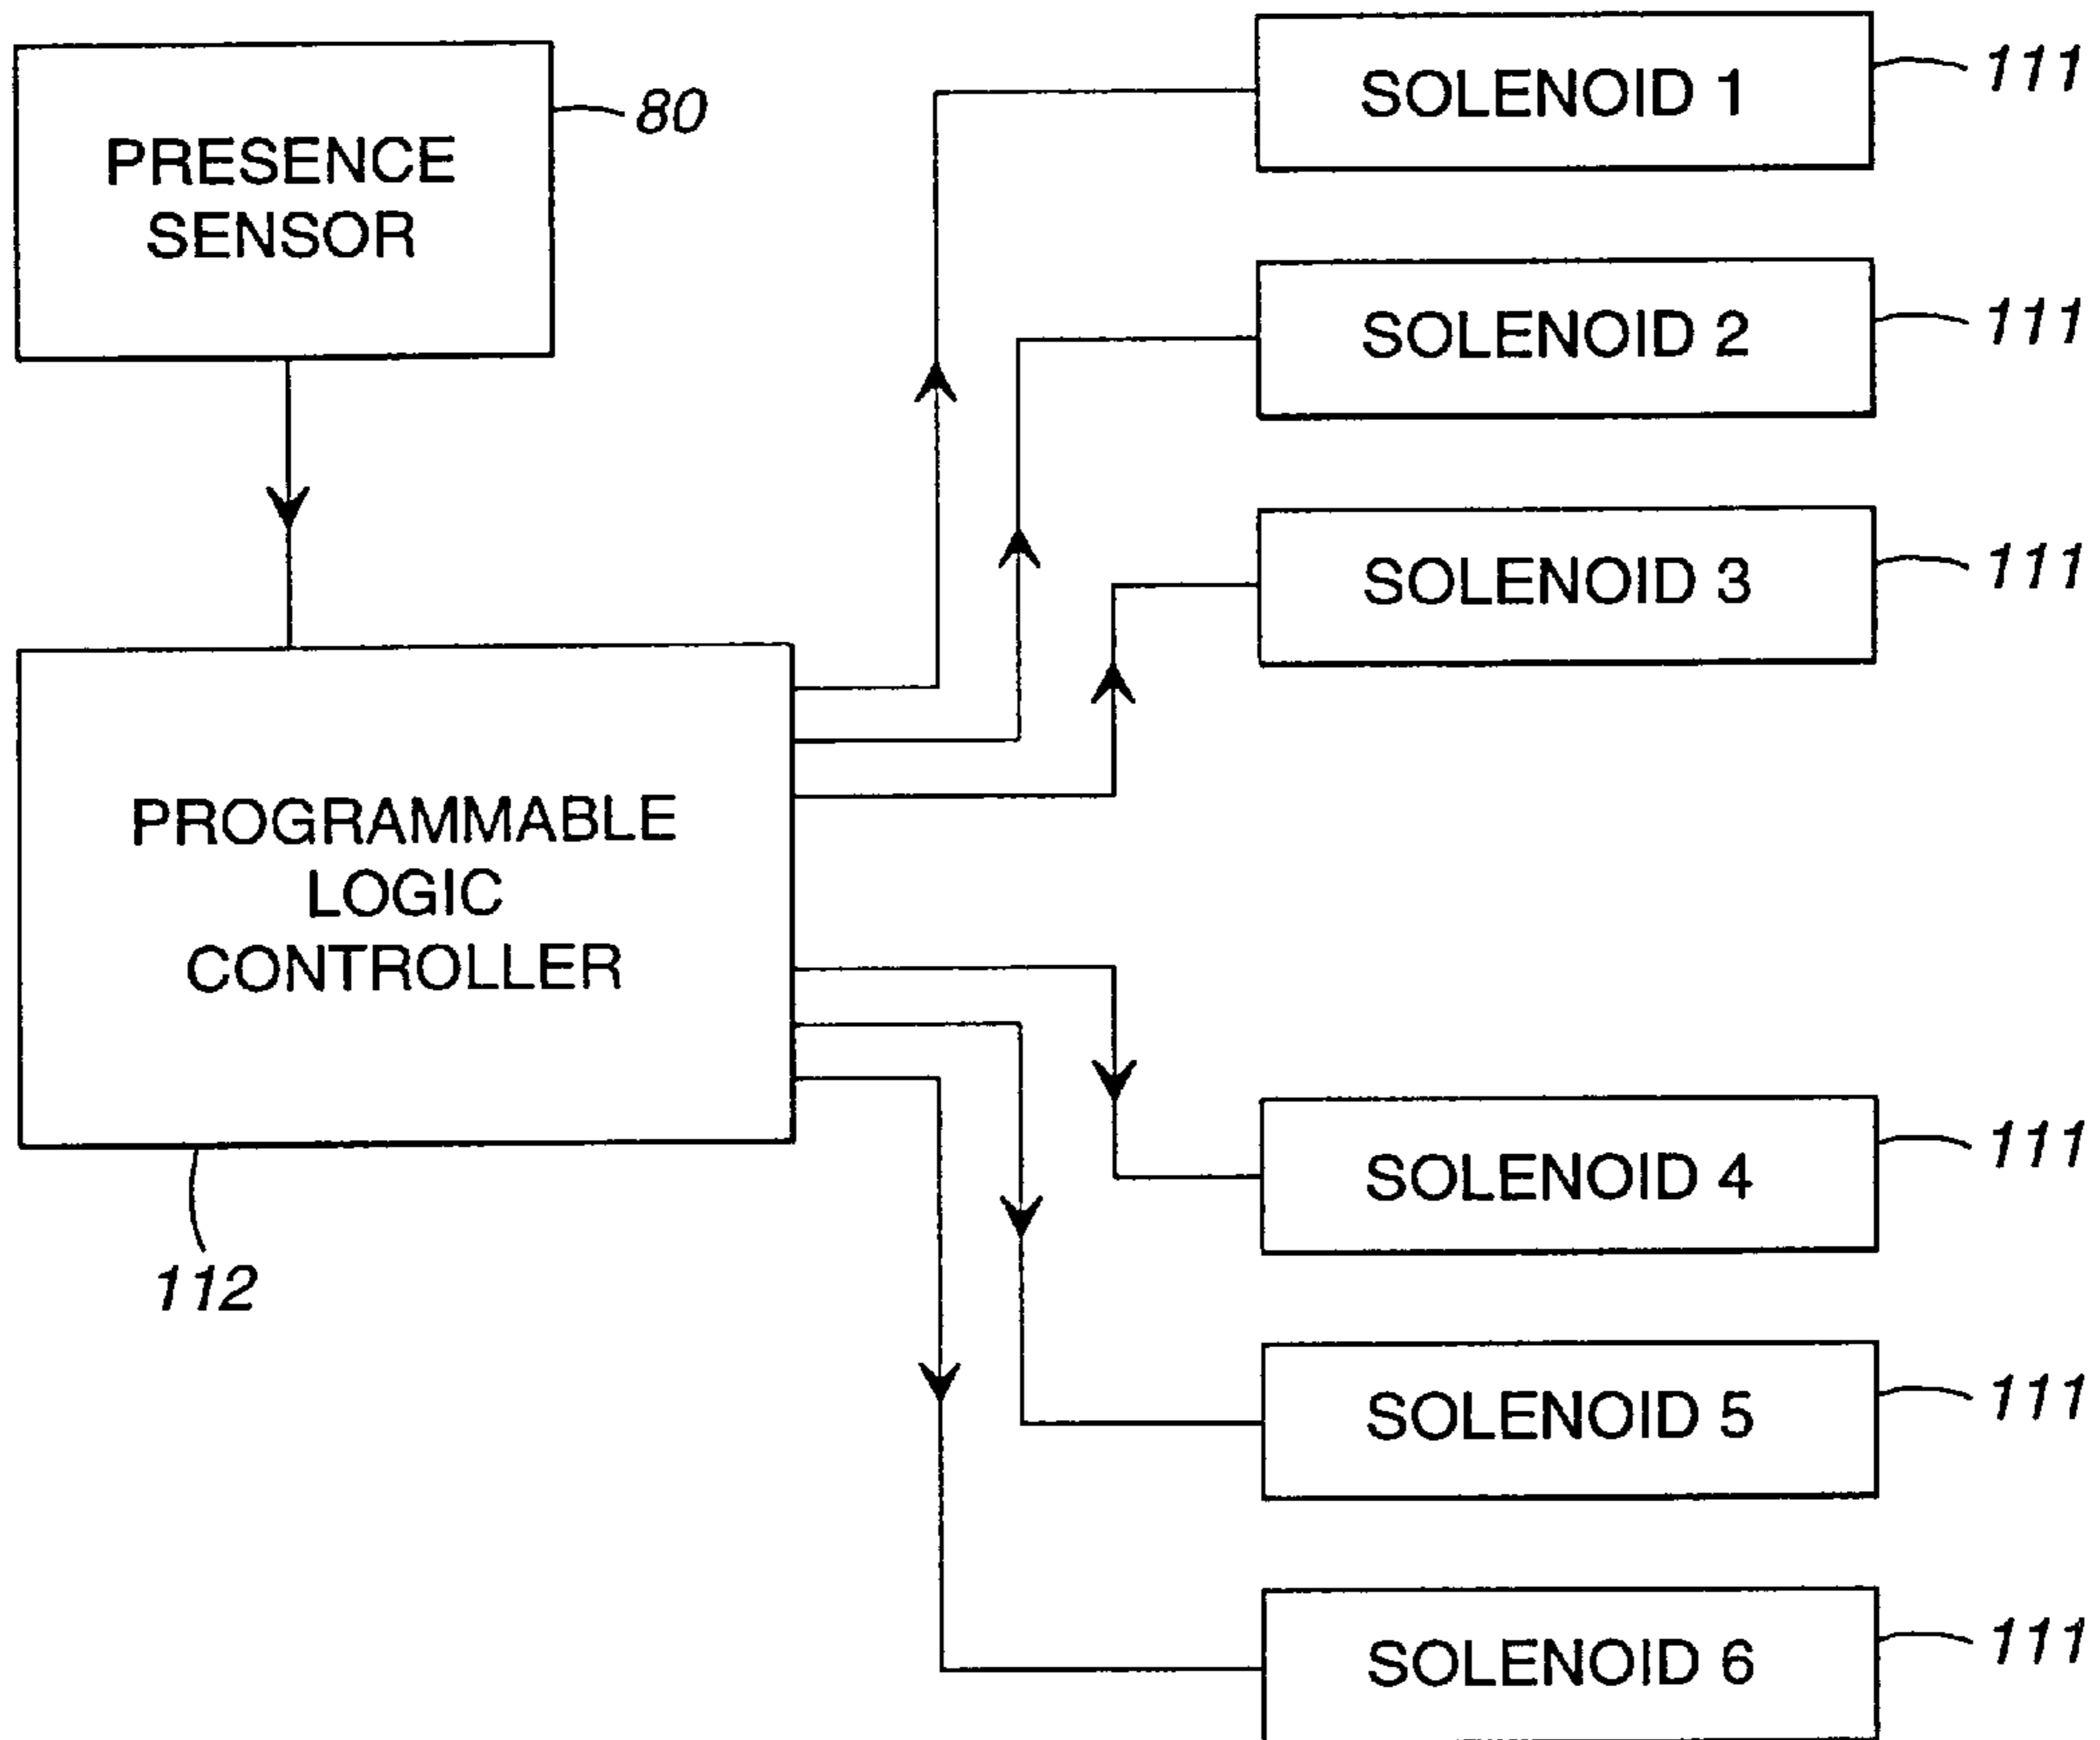 PRESENCE
SENSOR
80
PROGRAMMABLE
LOGIC
CONTROLLER
112
SOLENOID 1
111
SOLENOID 2
111
SOLENOID 3
111
SOLENOID 4
111
SOLENOID 5
111
SOLENOID 6
111